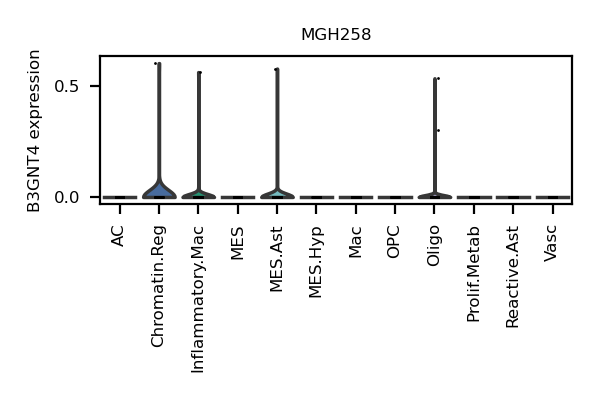 MGH258
B3GNT4 expression
0.5
0.0
AC
Chromatin.Reg
Inflammatory.Mac
MES
MES.Ast
MES.Hyp
Mac
OPC
Oligo
Prolif.Metab
Reactive.Ast
Vasc